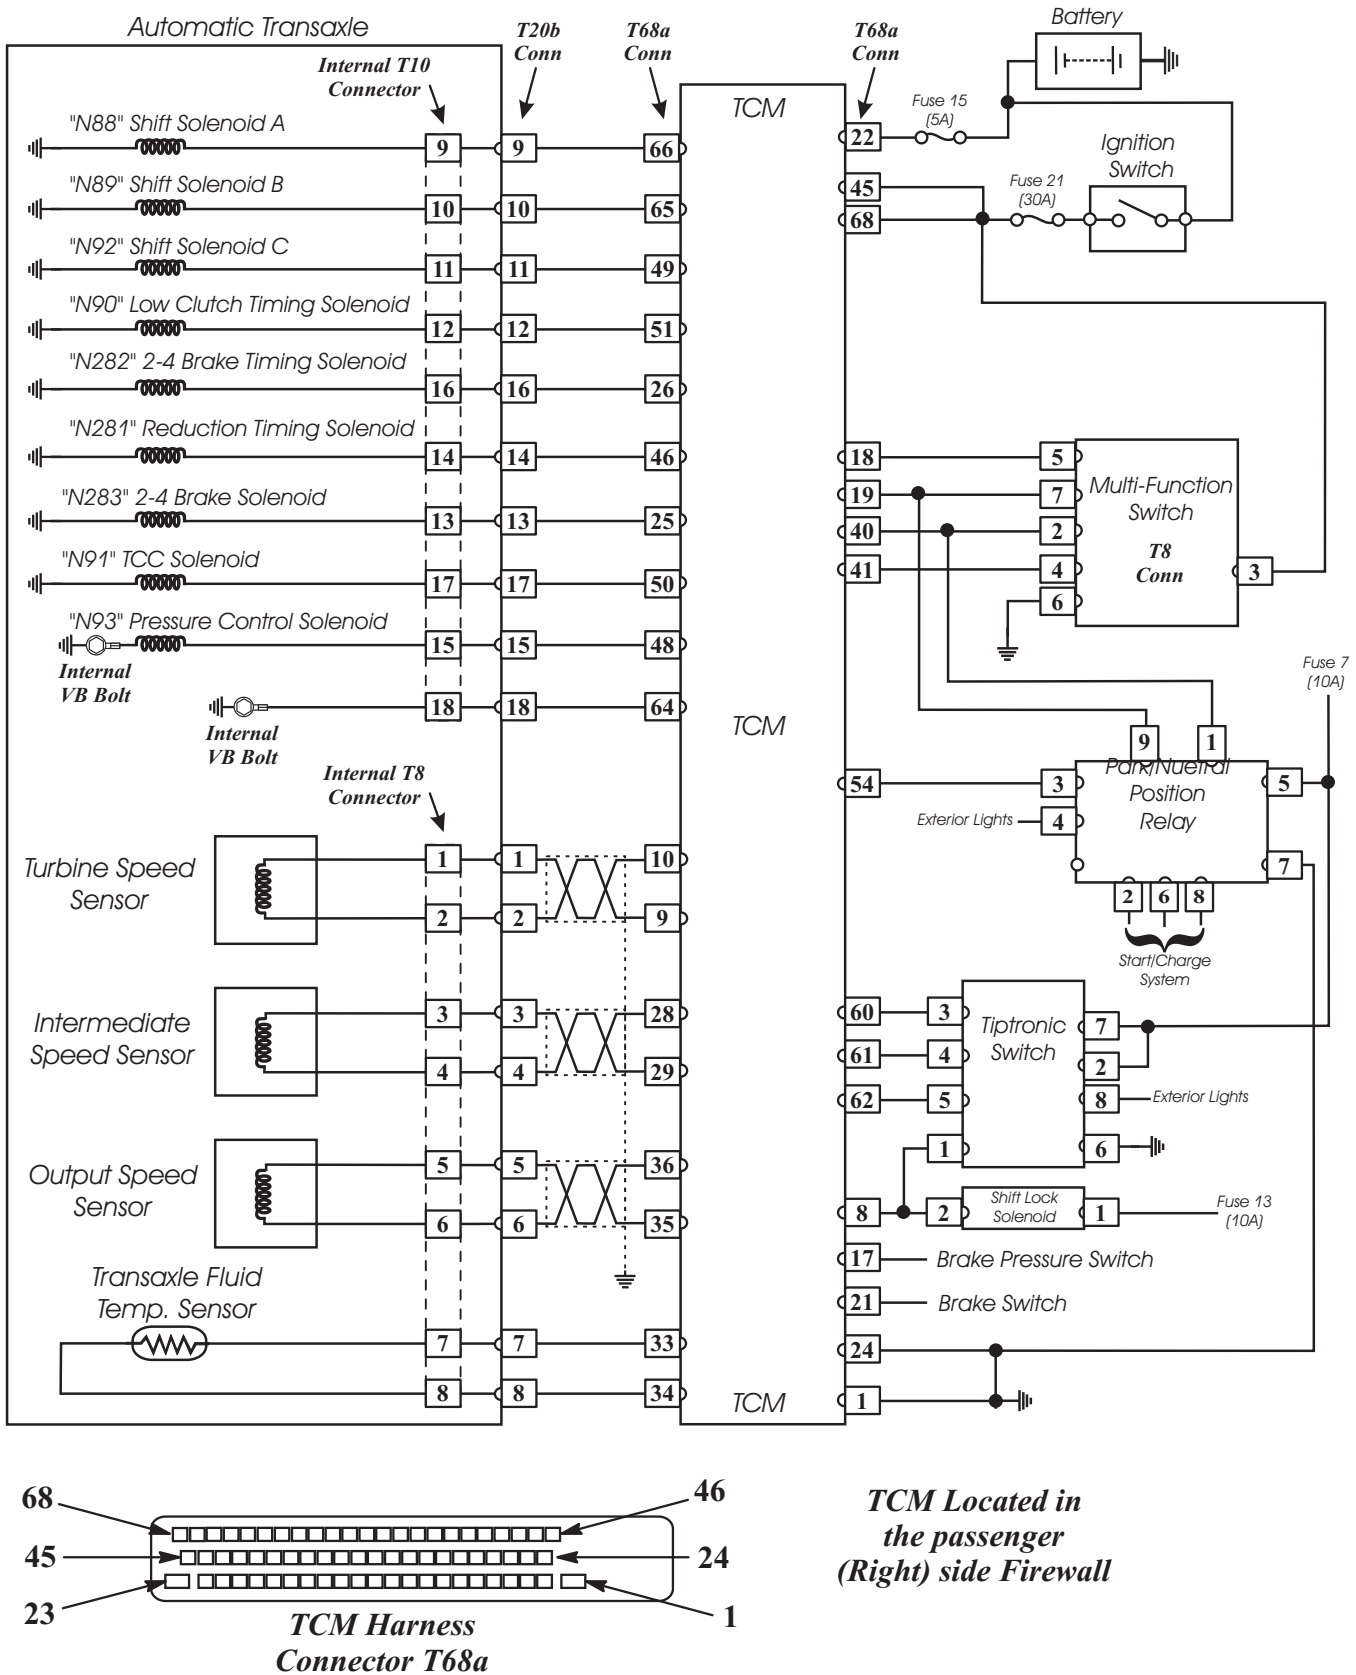 Automatic Transaxle
T20b
Conn
T68a
Conn
T68a
Conn
Battery
Internal T10
Connector
TCM
Fuse 15
(5A)
Ignition
Switch
Fuse 21
(30A)
"N88" Shift Solenoid A
9 9 66
22
"N89" Shift Solenoid B
10 10 65
45
68
"N92" Shift Solenoid C
11 11 49
"N90" Low Clutch Timing Solenoid
12 12 51
"N282" 2-4 Brake Timing Solenoid
16 16 26
"N281" Reduction Timing Solenoid
14 14 46
18 5
"N283" 2-4 Brake Solenoid
13 13 25
19 7
40 2
Multi-Function
Switch
T8
Conn
3
"N91" TCC Solenoid
17 17 50
41 4
6
"N93" Pressure Control Solenoid
15 15 48
Internal
VB Bolt
18 18 64
Internal
VB Bolt
TCM
Fuse 7
(10A)
9 1
Park/Nuetral
Position
Relay
54 3
5
Exterior Lights 4
7
2 6 8
Start/Charge
System
Internal T8
Connector
Turbine Speed
Sensor
1 1 10
2 2 9
Intermediate
Speed Sensor
3 3 28
4 4 29
60 3
Tiptronic
Switch
7
61 4
2
62 5
8 Exterior Lights
1
6
Output Speed
Sensor
5 5 36
6 6 35
8 2
Shift Lock
Solenoid
1
Fuse 13
(10A)
17 Brake Pressure Switch
21 Brake Switch
Transaxle Fluid
Temp. Sensor
7 7 33
24
8 8 34
TCM
1
68
46
45
24
23
1
TCM Harness
Connector T68a
TCM Located in
the passenger
(Right) side Firewall